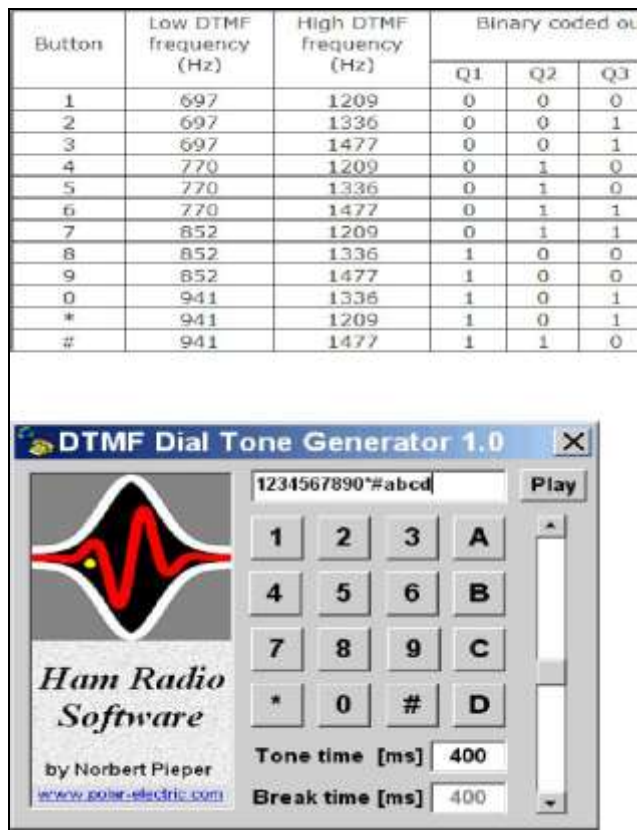 Button Low DTMF frequency (Hz) High DTMF frequency (Hz) Binary coded
Q1 Q2 Q3
1 697 1209 0 0 0
2 697 1336 0 0 1
3 697 1477 0 0 1
4 770 1209 0 1 0
5 770 1336 0 1 0
6 770 1477 0 1 1
7 852 1209 0 1 1
8 852 1336 1 0 0
9 852 1477 1 0 0
0 941 1336 1 0 1
* 941 1209 1 0 1
# 941 1477 1 1 0
DTMF Dial Tone Generator 1.0
1234567890*#abcd Play
1 2 3 A
4 5 6 B
7 8 9 C
* 0 # D
Ham Radio
Software
by Norbert Pieper
www.polar-electric.com
Tone time [ms] 400
Break time [ms] 400